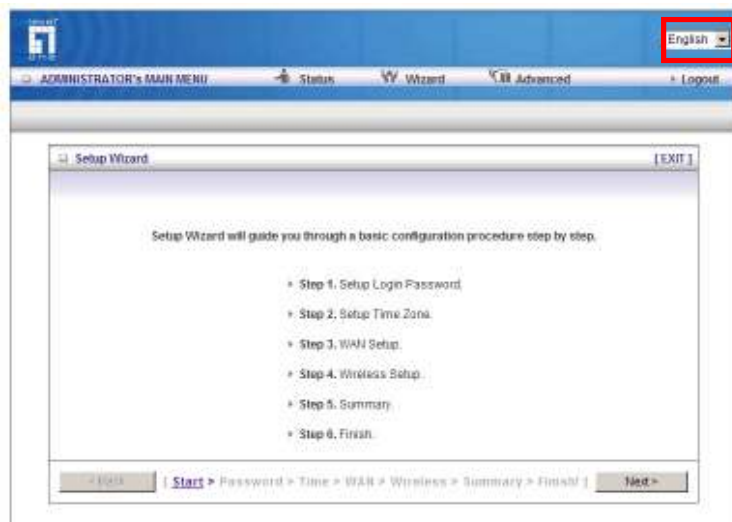 level
one
English
ADMINISTRATOR's MAIN MENU Status Wizard Advanced Logout
Setup Wizard [EXIT]
Setup Wizard will guide you through a basic configuration procedure step by step.
Step 1. Setup Login Password.
Step 2. Setup Time Zone.
Step 3. WAN Setup.
Step 4. Wireless Setup.
Step 5. Summary.
Step 6. Finish.
< Back [ Start > Password > Time > WAN > Wireless > Summary > Finish! ] Next >